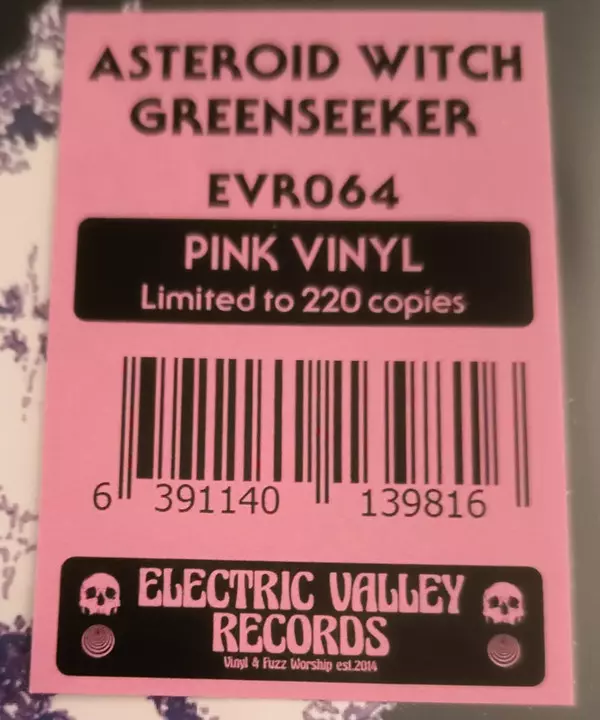 ASTEROID WITCH
GREENSEEKER
EVR064
PINK VINYL
Limited to 220 copies
6 391140 139816
ELECTRIC VALLEY
RECORDS
Vinyl & Fuzz Worship est.2014